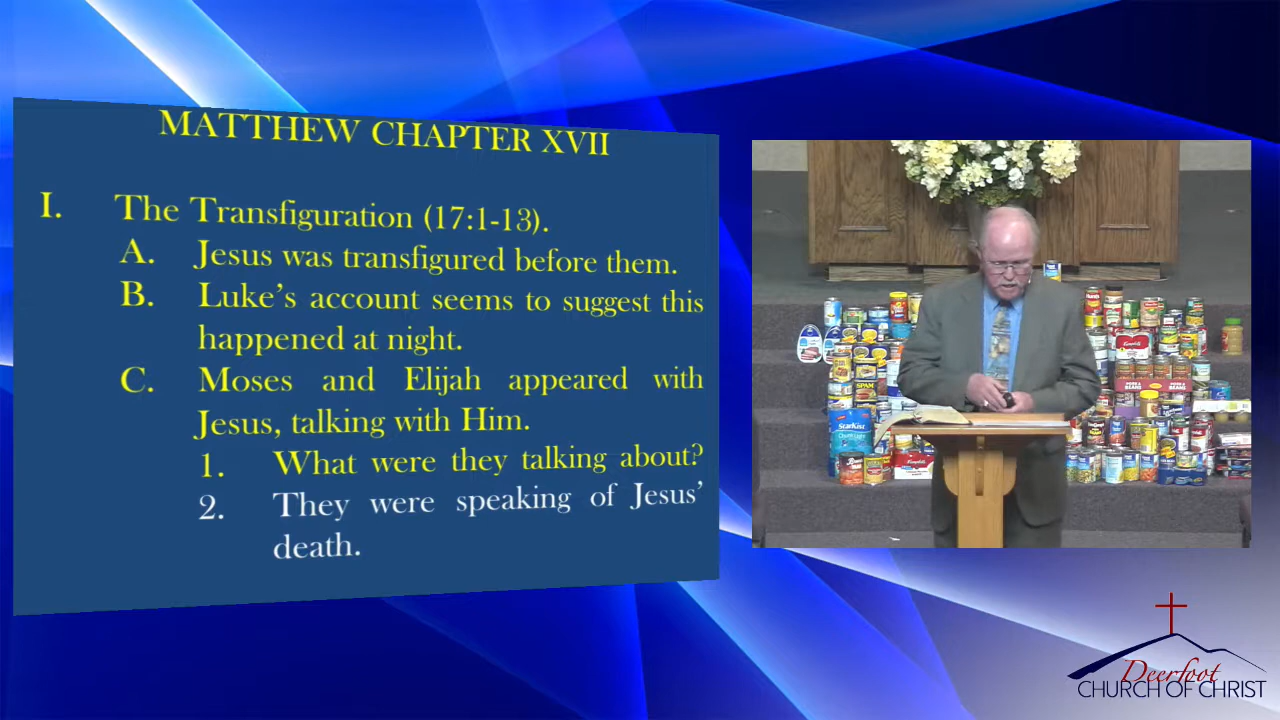 MATTHEW CHAPTER XVII
I. The Transfiguration (17:1-13).
A. Jesus was transfigured before them.
B. Luke’s account seems to suggest this
happened at night.
C. Moses and Elijah appeared with
Jesus, talking with Him.
1. What were they talking about?
2. They were speaking of Jesus’
death.
SPAM
StarKist
Deerfoot
CHURCH OF CHRIST